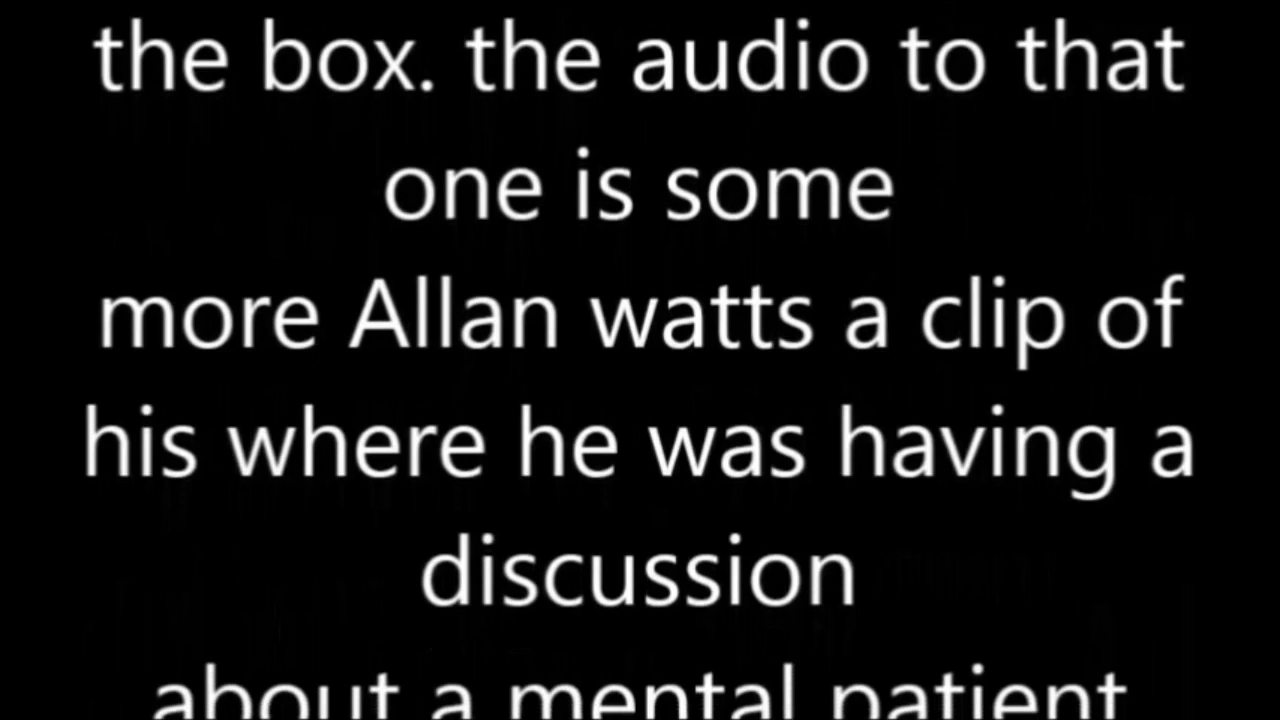 the box. the audio to that
one is some
more Allan watts a clip of
his where he was having a
discussion
about a mental patient